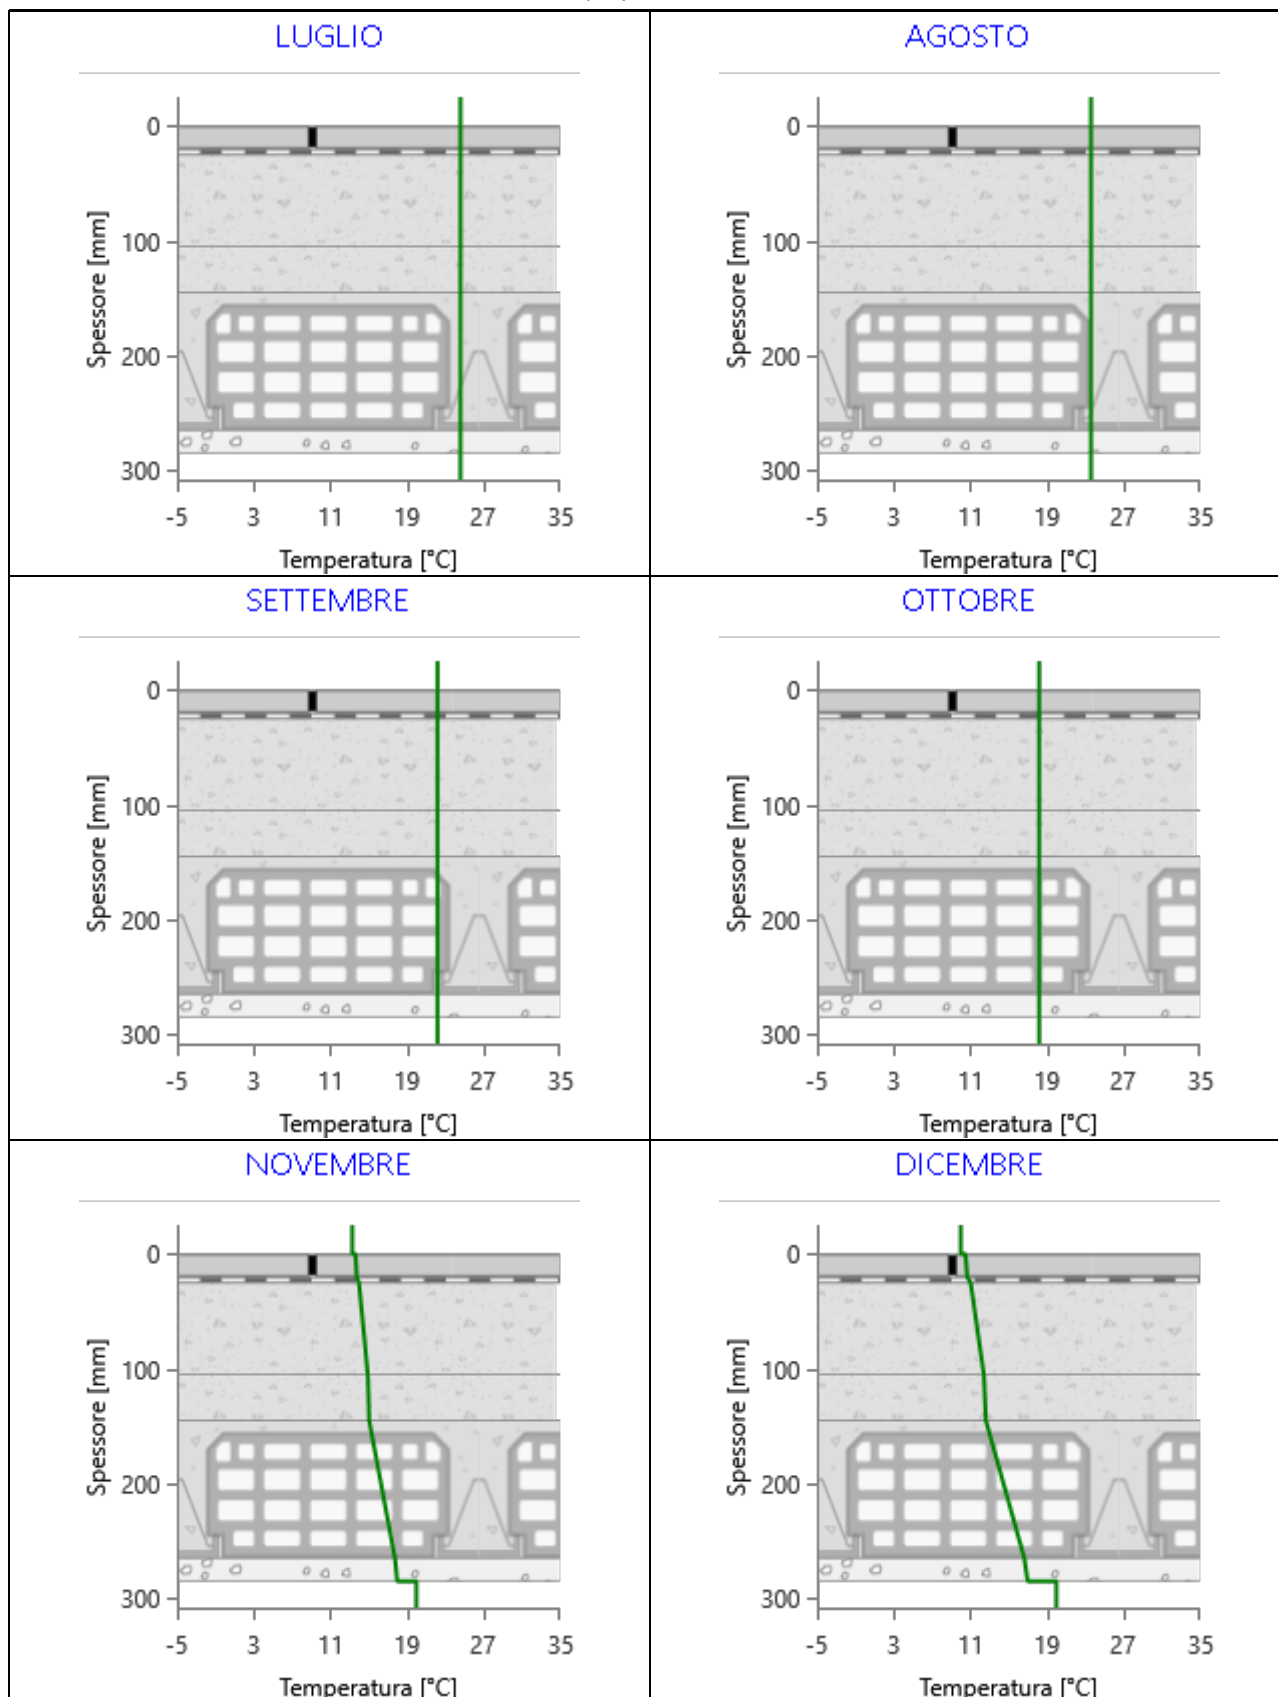 LUGLIO
0
100
200
300
Spessore [mm]
-5 3 11 19 27 35
Temperatura [°C]
AGOSTO
0
100
200
300
Spessore [mm]
-5 3 11 19 27 35
Temperatura [°C]
SETTEMBRE
0
100
200
300
Spessore [mm]
-5 3 11 19 27 35
Temperatura [°C]
OTTOBRE
0
100
200
300
Spessore [mm]
-5 3 11 19 27 35
Temperatura [°C]
NOVEMBRE
0
100
200
300
Spessore [mm]
-5 3 11 19 27 35
Temperatura [°C]
DICEMBRE
0
100
200
300
Spessore [mm]
-5 3 11 19 27 35
Temperatura [°C]